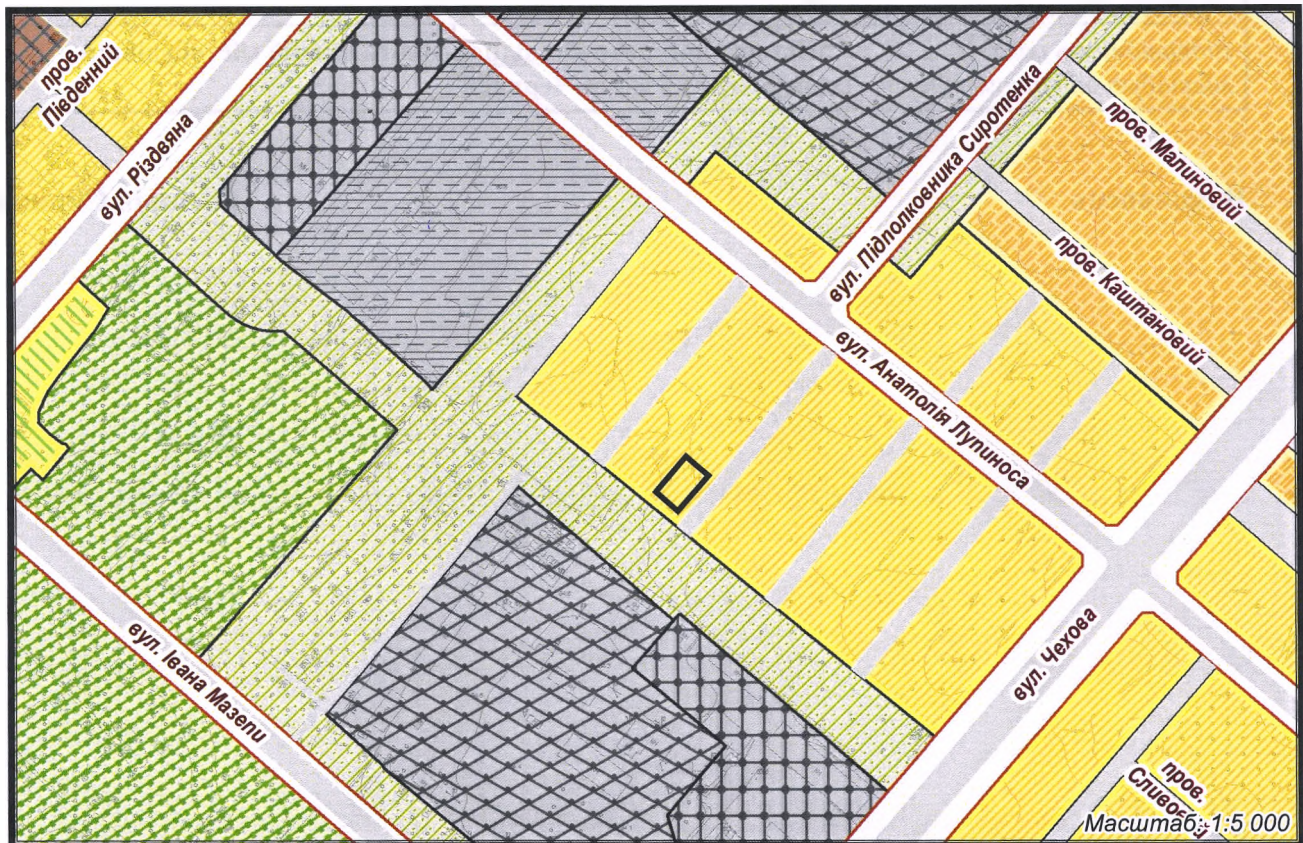 пров.
Південний
вул. Різдвяна
вул. Підполковника Сиротенка
пров. Малиновий
пров. Каштановий
вул. Анатолія Лупиноса
вул. Івана Мазепи
вул. Чехова
пров.
Масштаб: 1:5 000